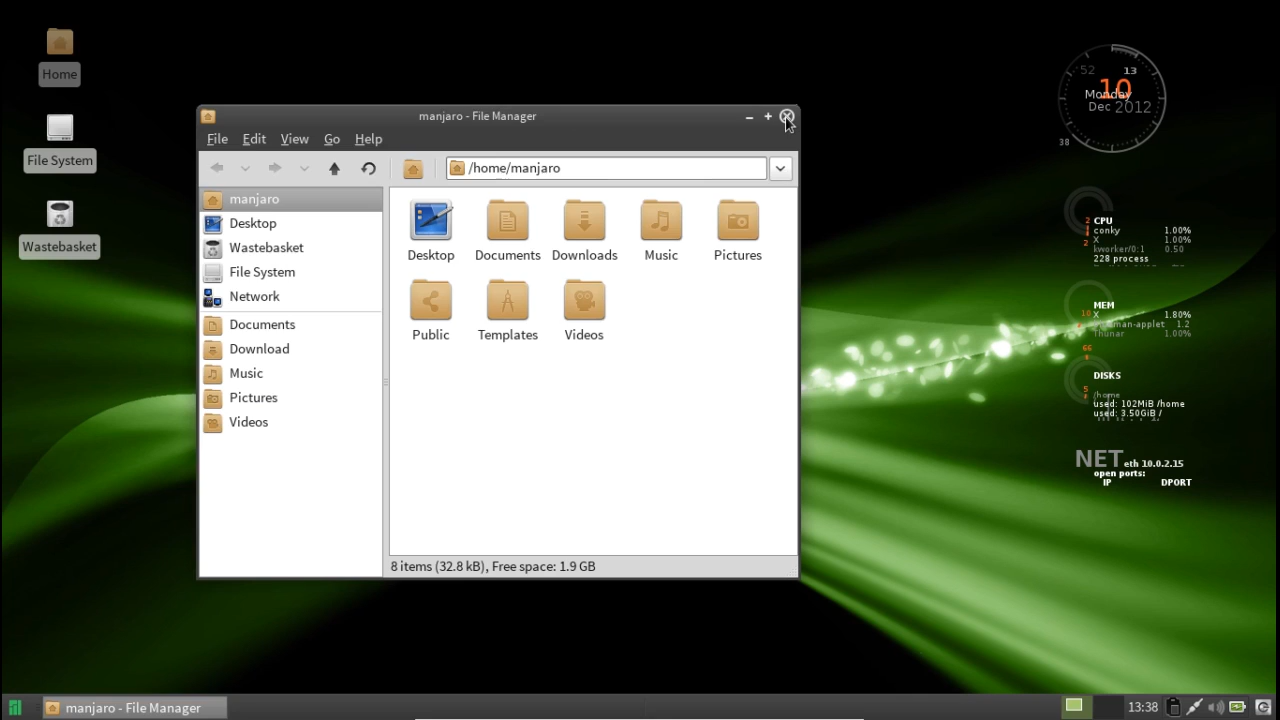 Home
File System
Wastebasket
manjaro - File Manager
File Edit View Go Help
/home/manjaro
manjaro
Desktop
Wastebasket
File System
Network
Documents
Download
Music
Pictures
Videos
Desktop Documents Downloads Music Pictures
Public Templates Videos
8 items (32.8 kB), Free space: 1.9 GB
52 13
10
Monday
Dec 2012
38
CPU
conky 1.00%
X 1.00%
kworker/0:1 0.50
228 process
MEM
10
X 1.80%
1.2
Thunar 1.00%
66
DISKS
5
/home
used: 102MiB /home
used: 3.50GiB /
NET eth 10.0.2.15
open ports:
IP DPORT
manjaro - File Manager
13:38